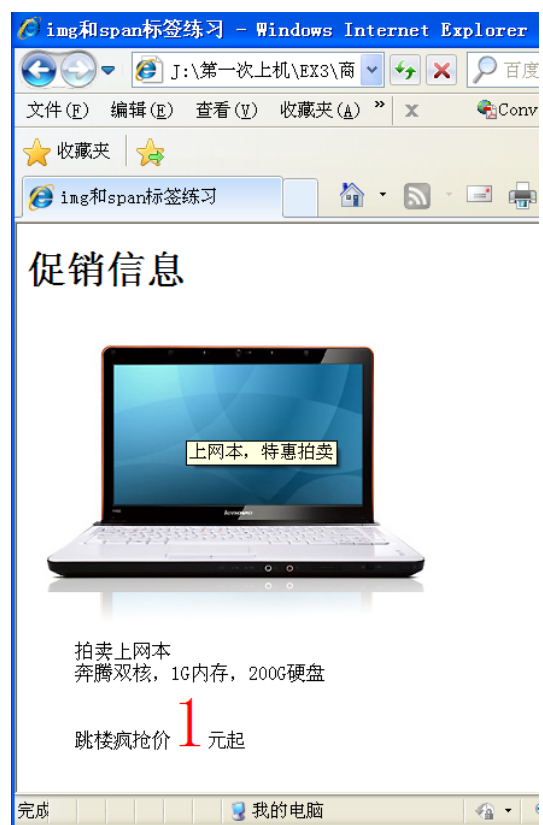 img和span标签练习 - Windows Internet Explorer
J:\第一次上机\EX3\商
百度
文件(F) 编辑(E) 查看(V) 收藏夹(A) » x Conv
收藏夹
img和span标签练习
促销信息
上网本，特惠拍卖
lenovo
拍卖上网本
奔腾双核，1G内存，200G硬盘
跳楼疯抢价 1 元起
完成 我的电脑